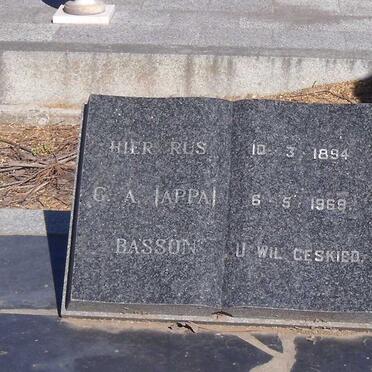 HIER RUS
G. A. (APPA)
BASSON
10 - 3 - 1894
6 - 5 - 1969
U WIL GESKIED.